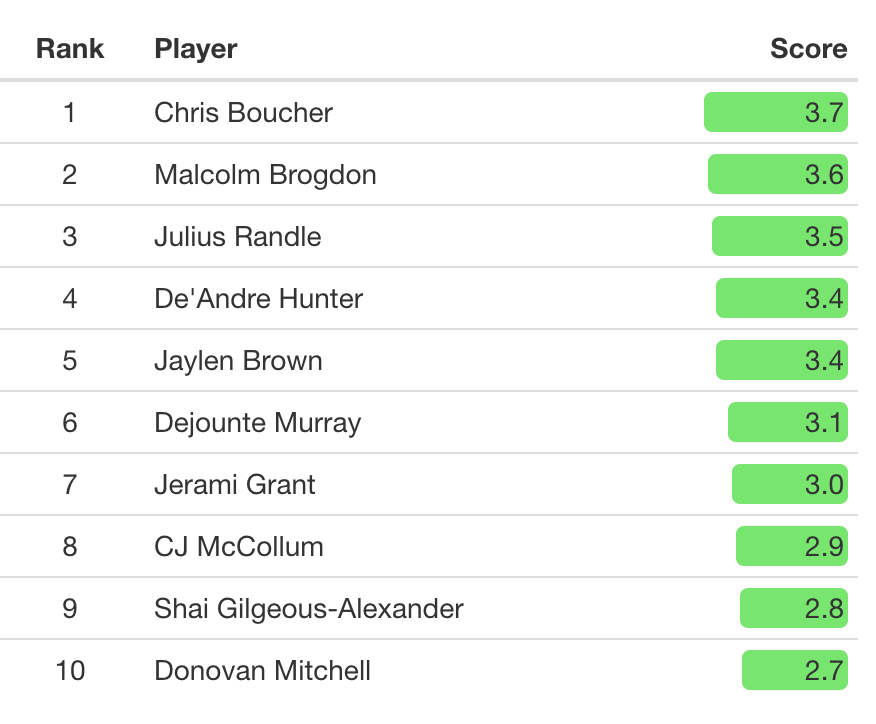 Rank Player Score
1 Chris Boucher 3.7
2 Malcolm Brogdon 3.6
3 Julius Randle 3.5
4 De'Andre Hunter 3.4
5 Jaylen Brown 3.4
6 Dejounte Murray 3.1
7 Jerami Grant 3.0
8 CJ McCollum 2.9
9 Shai Gilgeous-Alexander 2.8
10 Donovan Mitchell 2.7